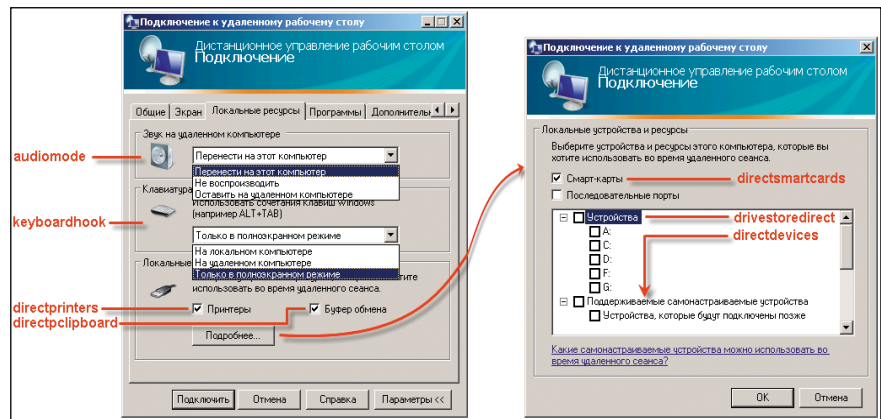 Подключение к удаленному рабочему столу
Дистанционное управление рабочим столом
Подключение
Общие
Экран
Локальные ресурсы
Программы
Дополнитель
Звук на удаленном компьютере
audiomode
Перенести на этот компьютер
Перенести на этот компьютер
Не воспроизводить
Оставить на удаленном компьютере
Клавиатура
Использовать сочетания клавиш Windows
(например ALT+TAB)
keyboardhook
Только в полноэкранном режиме
На локальном компьютере
На удаленном компьютере
Только в полноэкранном режиме
Локальные
использовать во время удаленного сеанса.
directprinters
Принтеры
Буфер обмена
directpclipboard
Подробнее...
Подключить
Отмена
Справка
Параметры <<
Подключение к удаленному рабочему столу
Дистанционное управление рабочим столом
Подключение
Локальные устройства и ресурсы
Выберите устройства и ресурсы этого компьютера, которые вы
хотите использовать во время удаленного сеанса.
Смарт-карты
directsmartcards
Последовательные порты
Устройства
drivestoredirect
A:
directdevices
C:
D:
F:
G:
Поддерживаемые самонастраиваемые устройства
Устройства, которые будут подключены позже
Какие самонастраиваемые устройства можно использовать во
время удаленного сеанса?
OK
Отмена